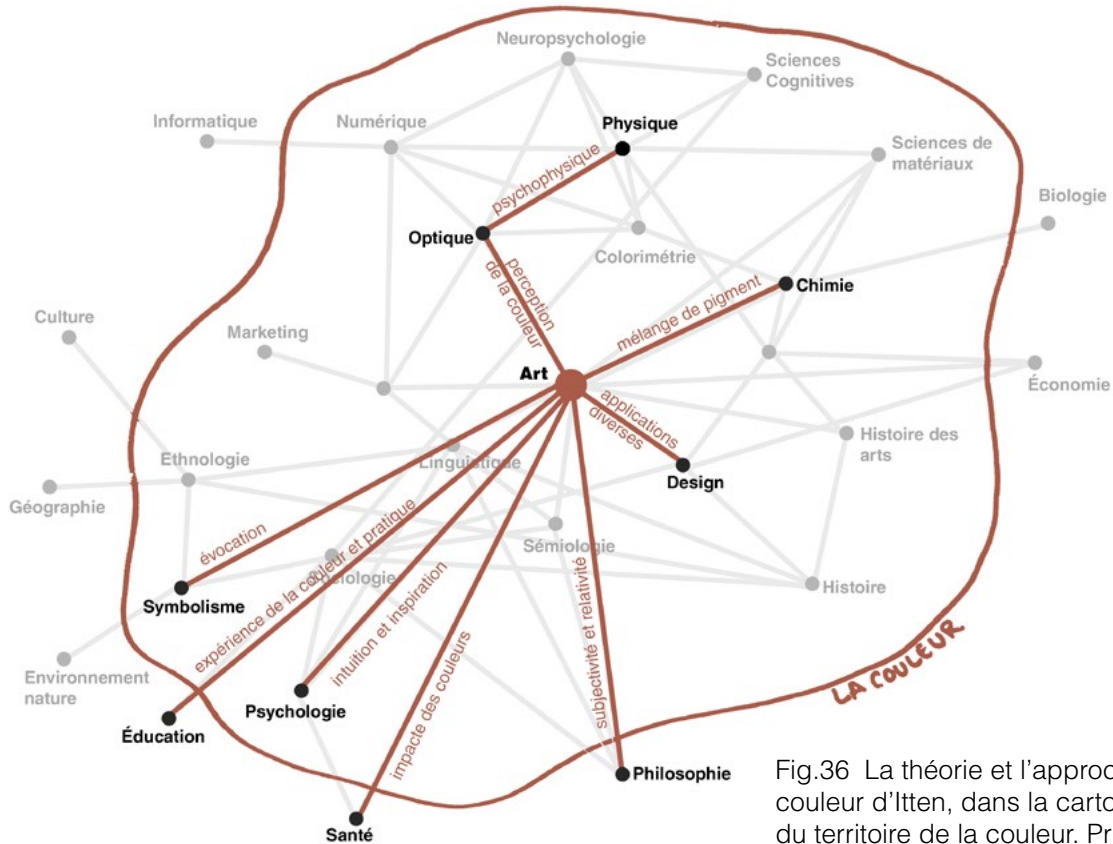 Neuropsychologie
Sciences
Cognitives
Informatique
Numérique
Physique
Sciences de
matériaux
psychophysique
Biologie
Optique
Colorimétrie
perception
de la couleur
Chimie
mélange de pigment
Culture
Marketing
Art
Économie
applications
diverses
Histoire des
arts
Ethnologie
Linguistique
Design
Géographie
évocation
expérience de la couleur et pratique
Sémiologie
Sociologie
Symbolisme
Histoire
intuition et inspiration
impacte des couleurs
subjectivité et relativité
LA COULEUR
Environnement
nature
Psychologie
Éducation
Philosophie
Santé
Fig.36 La théorie et l'approc
couleur d'Itten, dans la carto
du territoire de la couleur. Pr